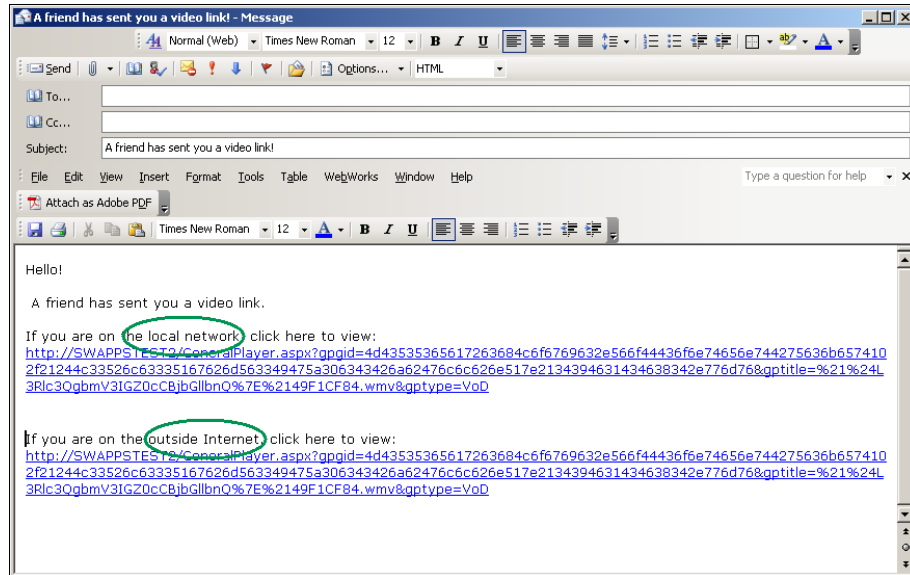 A friend has sent you a video link! - Message
Normal (Web) Times New Roman 12 B I U
Send Options... HTML
To...
Cc...
Subject: A friend has sent you a video link!
File Edit View Insert Format Tools Table WebWorks Window Help Type a question for help
Attach as Adobe PDF
Times New Roman 12 A B I U
Hello!
A friend has sent you a video link.
If you are on the local network, click here to view:
http://SWAPPSTEST2/ConeralPlayer.aspx?gpgid=4d43535365617263684c6f6769632e566f44436f6e74656e744275636b657410
2f21244c33526c63335167626d563349475a306343426a62476c6c626e517e2134394631434638342e776d76&gptitle=%21%24L
3Rlc3QgbmV3IGZ0cCBjbGllbnQ%7E%2149F1CF84.wmv&gptype=VoD
If you are on the outside Internet, click here to view:
http://SWAPPSTEST2/ConeralPlayer.aspx?gpgid=4d43535365617263684c6f6769632e566f44436f6e74656e744275636b657410
2f21244c33526c63335167626d563349475a306343426a62476c6c626e517e2134394631434638342e776d76&gptitle=%21%24L
3Rlc3QgbmV3IGZ0cCBjbGllbnQ%7E%2149F1CF84.wmv&gptype=VoD